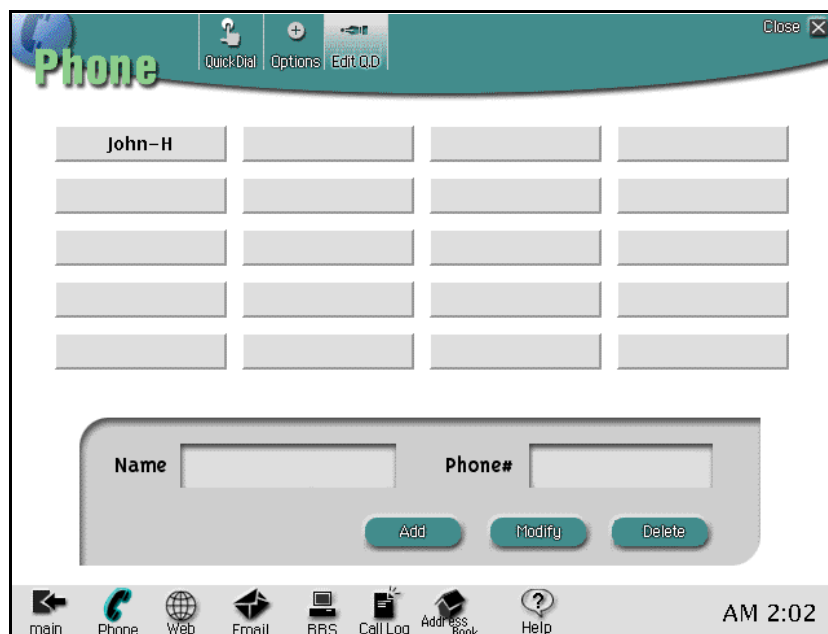 Close
Phone
QuickDial Options Edit Q.D
John-H
Name Phone#
Add Modify Delete
main Phone Web Email BBS Call Log Address Book Help
AM 2:02